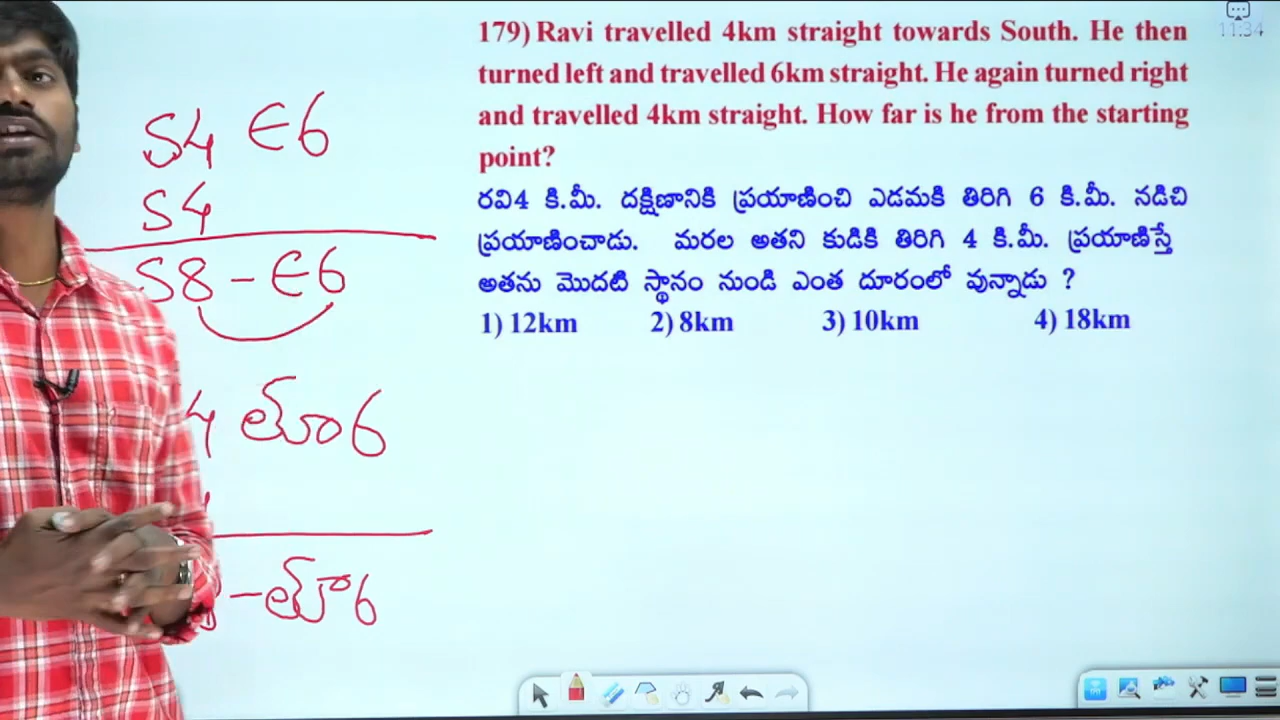 179) Ravi travelled 4km straight towards South. He then
turned left and travelled 6km straight. He again turned right
and travelled 4km straight. How far is he from the starting
point?
రవి4 కి.మీ. దక్షిణానికి ప్రయాణించి ఎడమకి తిరిగి 6 కి.మీ. నడిచి
ప్రయాణించాడు. మరల అతని కుడికి తిరిగి 4 కి.మీ. ప్రయాణిస్తే
అతను మొదటి స్థానం నుండి ఎంత దూరంలో వున్నాడు ?
1) 12km 2) 8km 3) 10km 4) 18km
S4 E6
S4
S8 - E6
4 తూ6
- తూ6
11:34